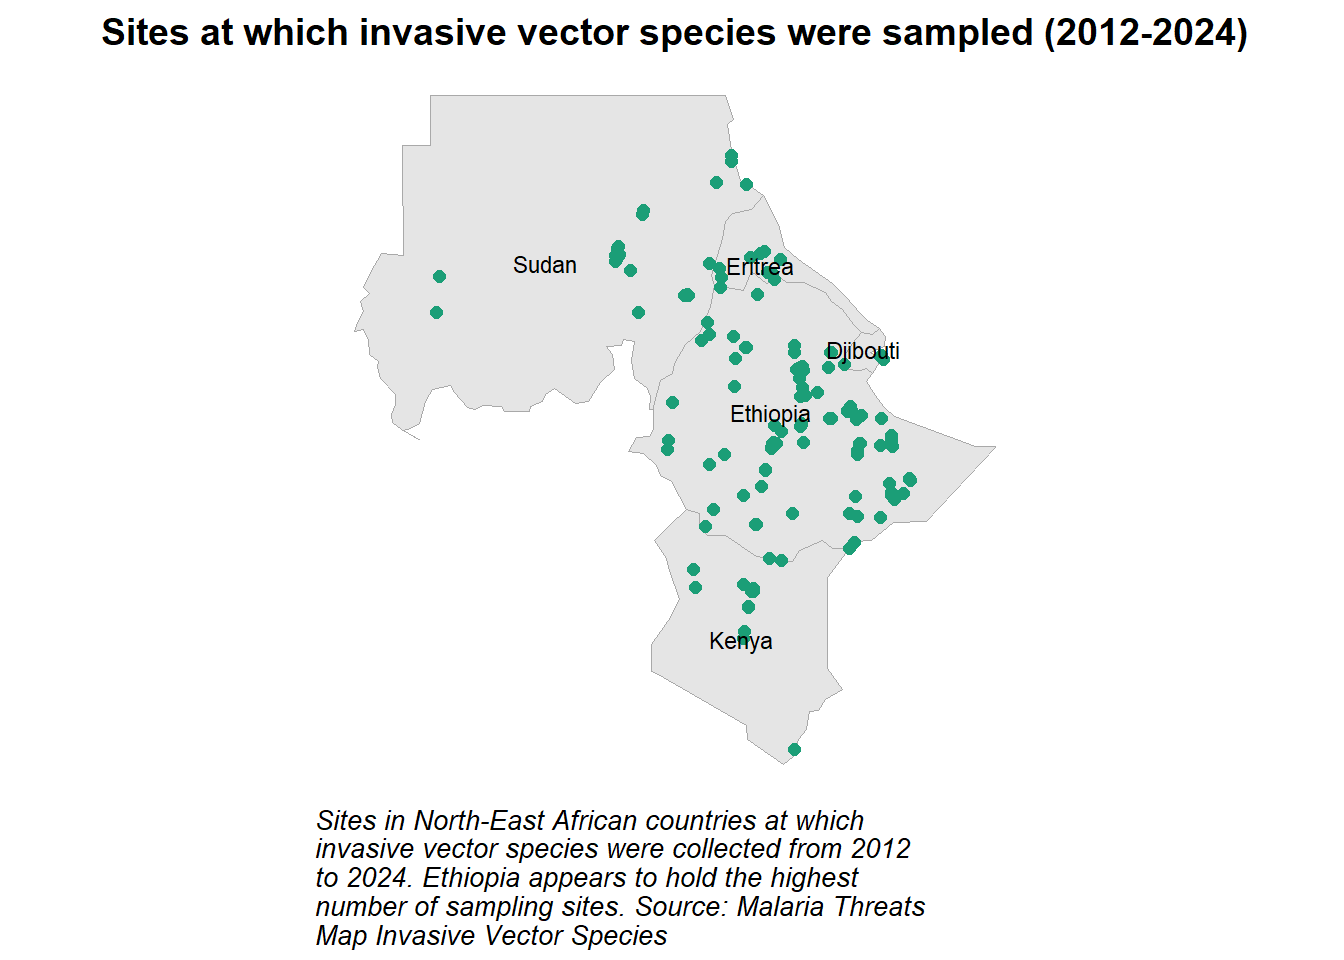 Sites at which invasive vector species were sampled (2012-2024)
Sudan
Eritrea
Djibouti
Ethiopia
Kenya
Sites in North-East African countries at which
invasive vector species were collected from 2012
to 2024. Ethiopia appears to hold the highest
number of sampling sites. Source: Malaria Threats
Map Invasive Vector Species